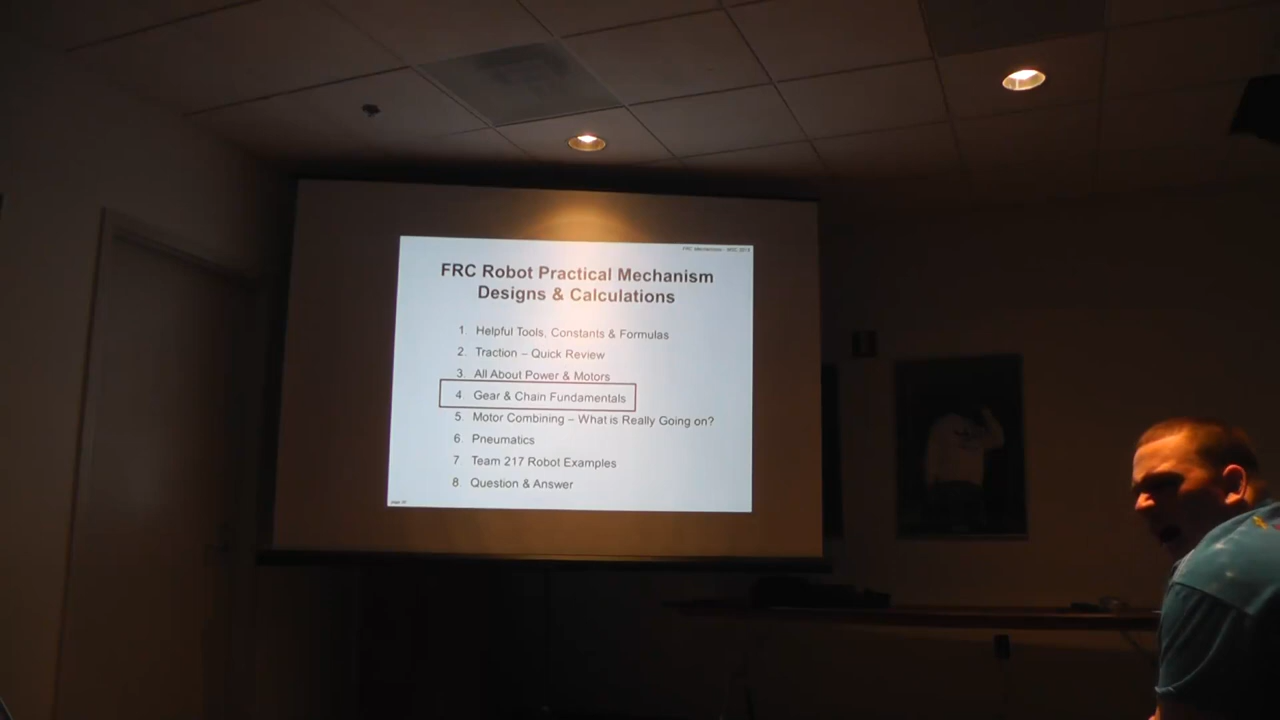 FRC Robot Practical Mechanism
Designs & Calculations
1. Helpful Tools, Constants & Formulas
2. Traction – Quick Review
3. All About Power & Motors
4 Gear & Chain Fundamentals
5. Motor Combining – What is Really Going on?
6. Pneumatics
7 Team 217 Robot Examples
8 Question & Answer